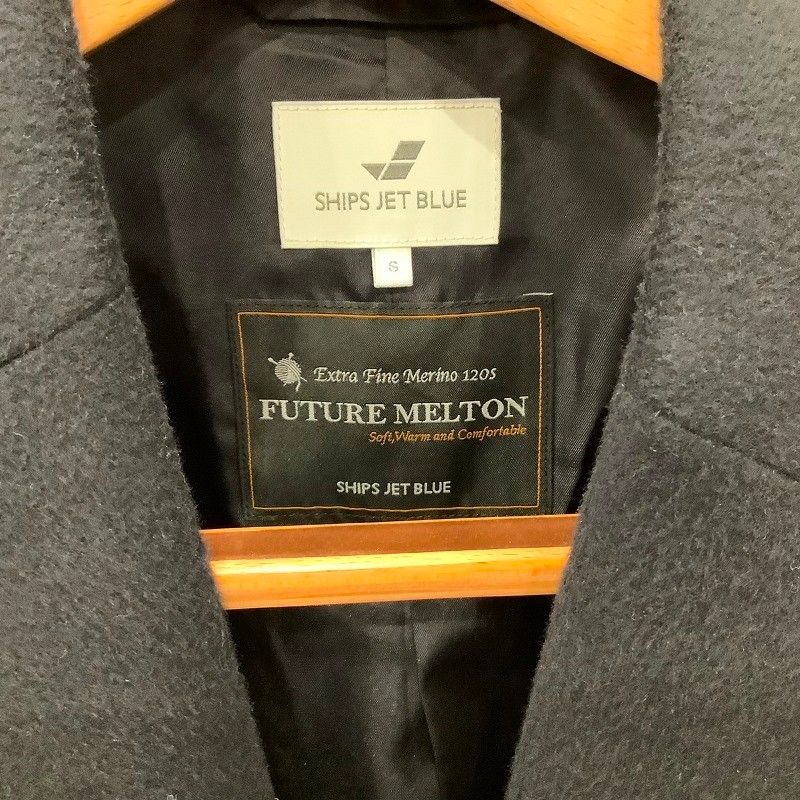 SHIPS JET BLUE
S
Extra Fine Merino 120s
FUTURE MELTON
Soft,Warm and Comfortable
SHIPS JET BLUE